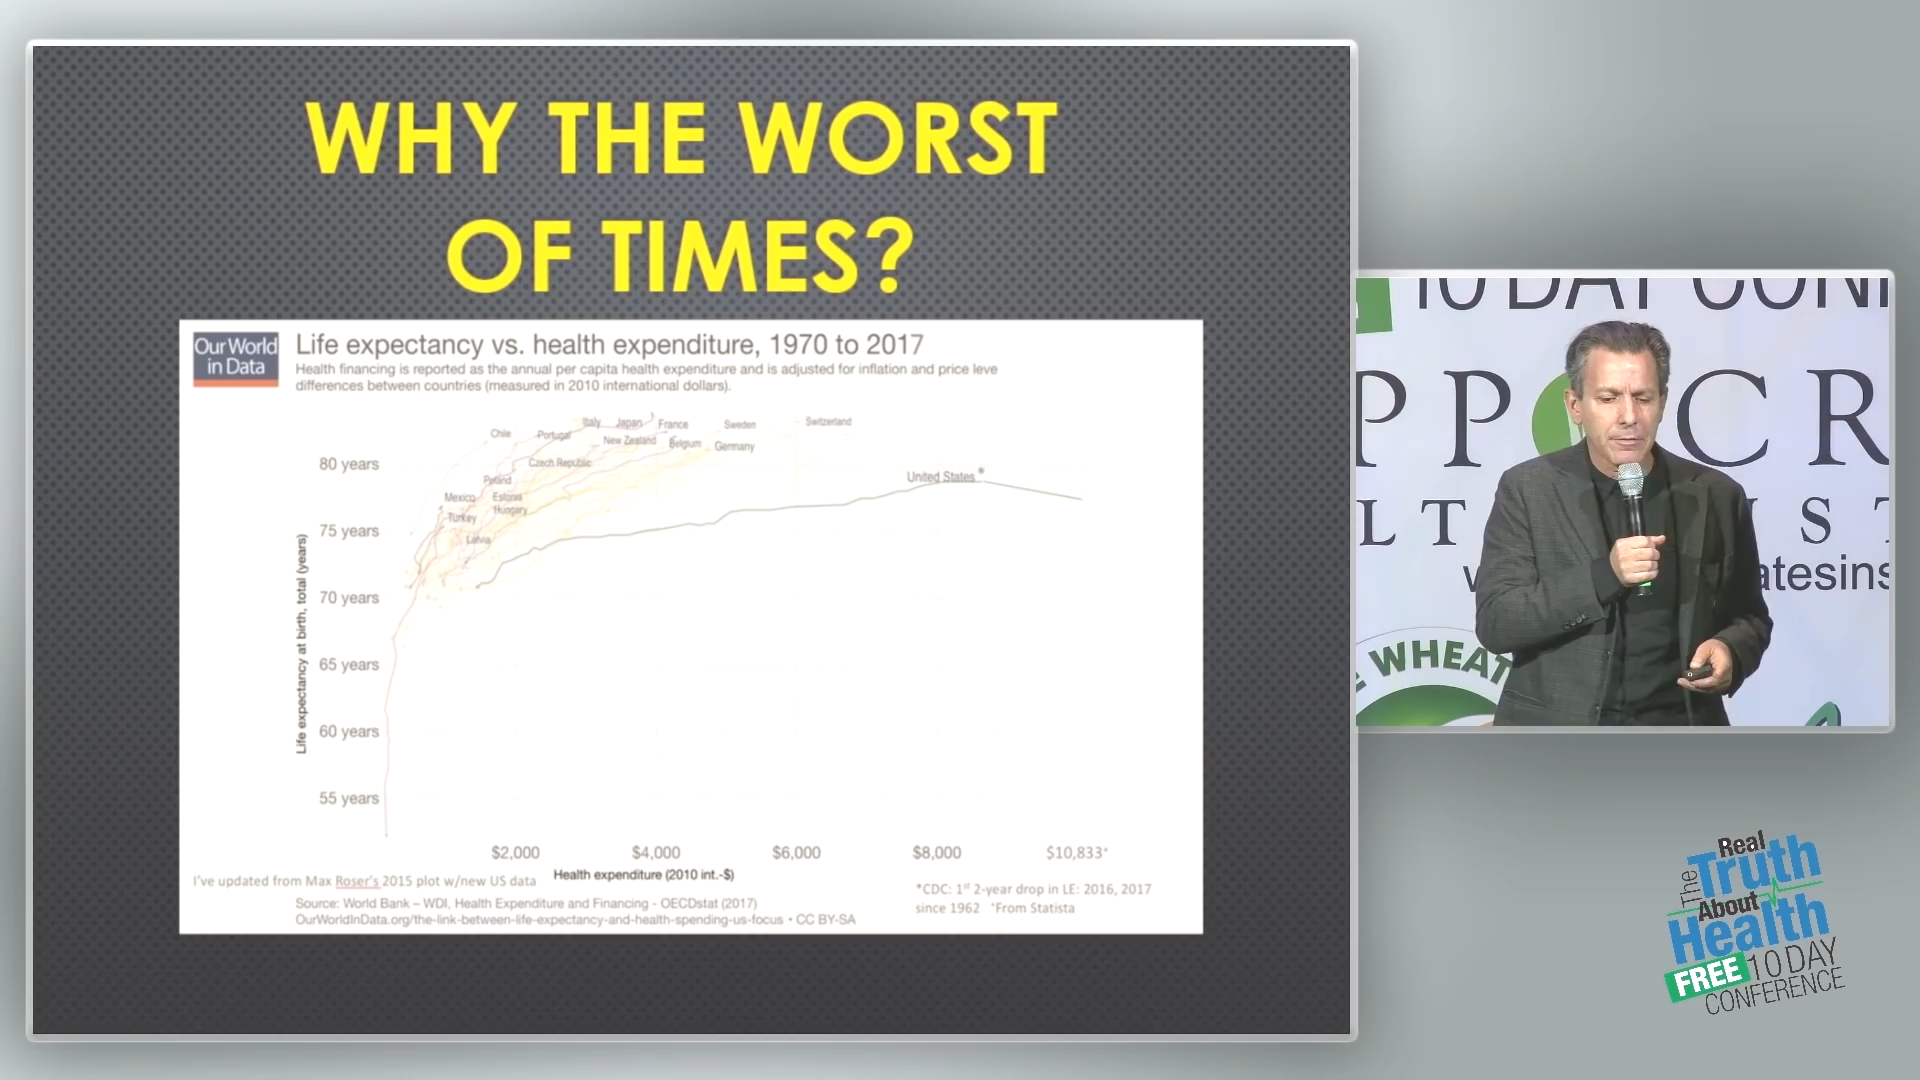 WHY THE WORST
OF TIMES?
Our World
in Data
Life expectancy vs. health expenditure, 1970 to 2017
Health financing is reported as the annual per capita health expenditure and is adjusted for inflation and price leve
differences between countries (measured in 2010 international dollars).
Italy
Japan
France
Sweden
Switzerland
Chile
Portugal
New Zealand
Belgium
Germany
80 years
Czech Republic
United States*
Poland
Mexico
Estonia
Hungary
Turkey
75 years
Latvia
Life expectancy at birth, total (years)
70 years
65 years
60 years
55 years
$2,000
$4,000
$6,000
$8,000
$10,833+
Health expenditure (2010 int.-$)
I've updated from Max Roser's 2015 plot w/new US data
Source: World Bank – WDI, Health Expenditure and Financing - OECDstat (2017)
OurWorldInData.org/the-link-between-life-expectancy-and-health-spending-us-focus • CC BY-SA
*CDC: 1st 2-year drop in LE: 2016, 2017
since 1962 +From Statista
10 DAY CONF
PP CR
LT ST
atesins
WHEAT
The Real
Truth
About
Health
FREE 10 DAY
CONFERENCE